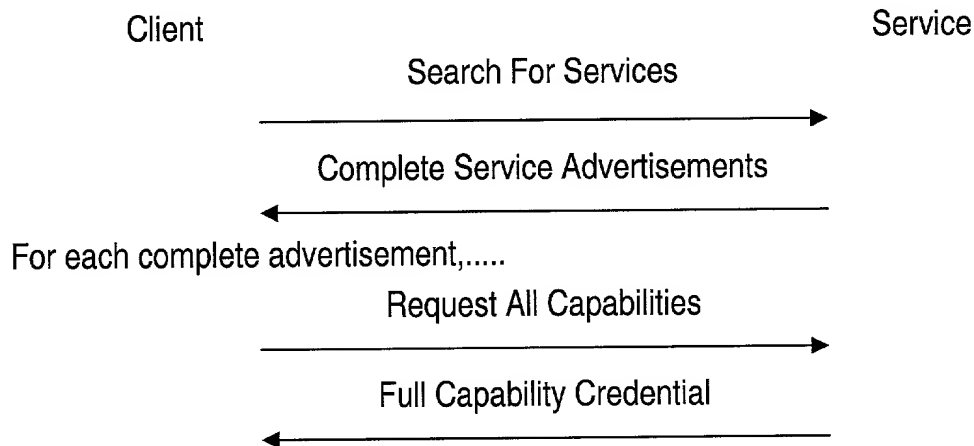 Client
Service
Search For Services
Complete Service Advertisements
For each complete advertisement,.....
Request All Capabilities
Full Capability Credential